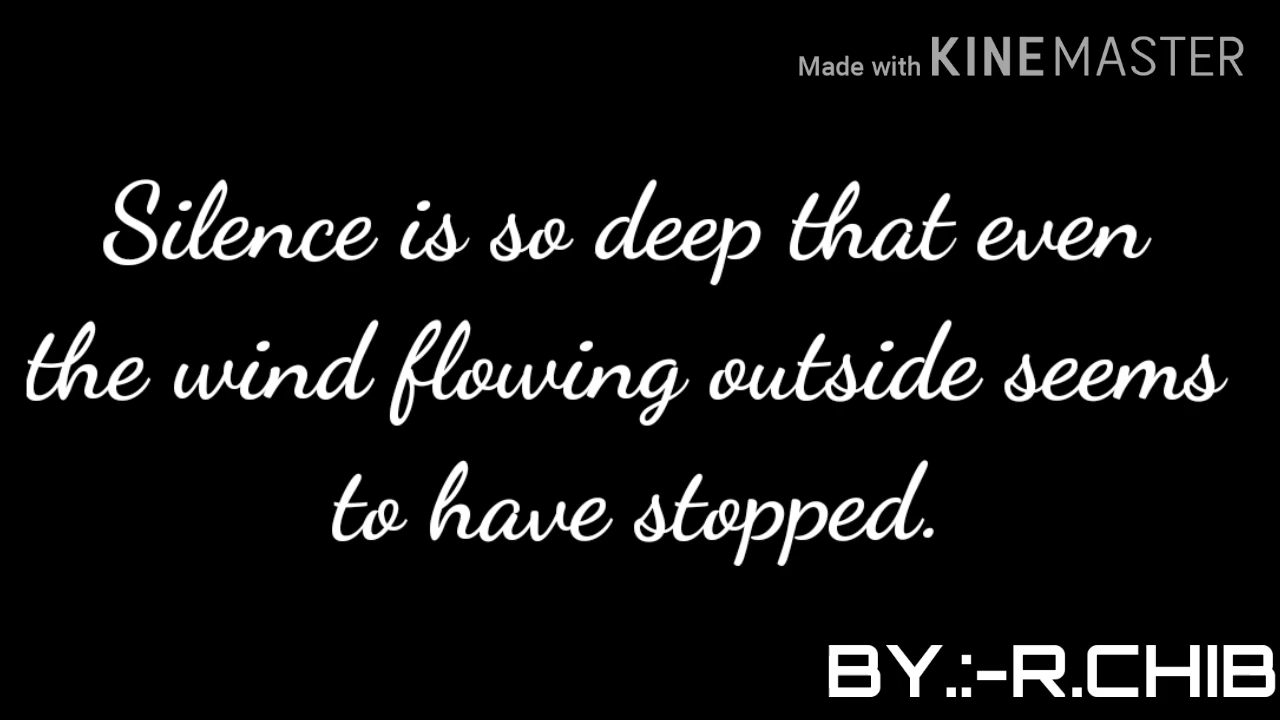 Made with KINEMASTER
Silence is so deep that even
the wind flowing outside seems
to have stopped.
BY.:-R.CHIB